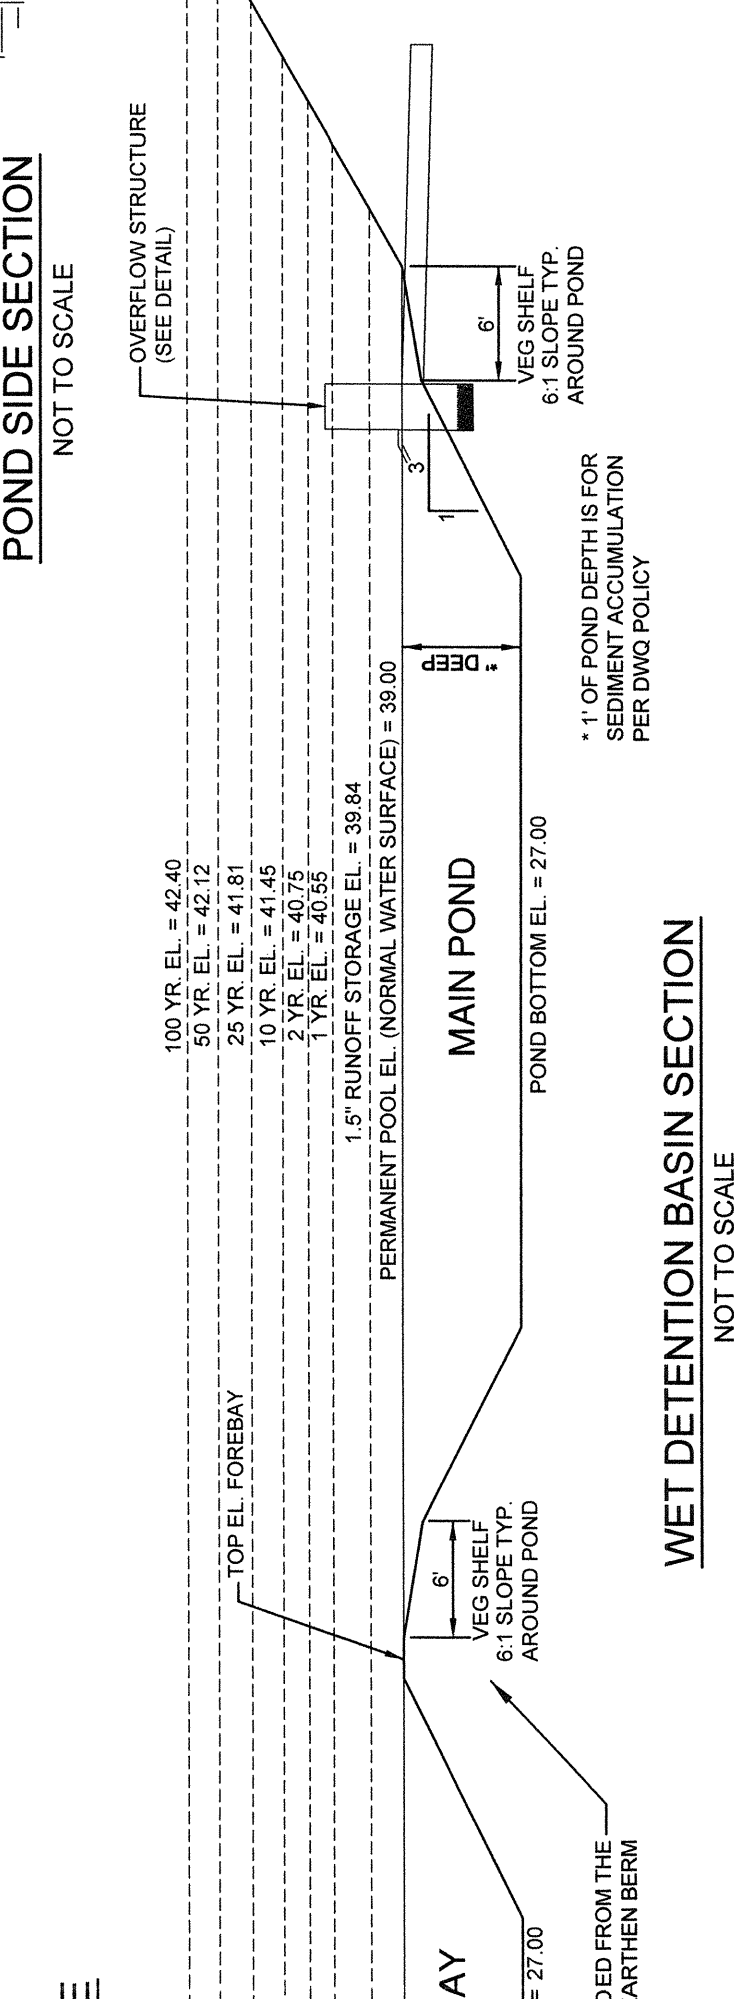 POND SIDE SECTION
NOT TO SCALE
OVERFLOW STRUCTURE
(SEE DETAIL)
100 YR. EL. = 42.40
50 YR. EL. = 42.12
25 YR. EL. = 41.81
10 YR. EL. = 41.45
2 YR. EL. = 40.75
1 YR. EL. = 40.55
1.5" RUNOFF STORAGE EL. = 39.84
PERMANENT POOL EL. (NORMAL WATER SURFACE) = 39.00
TOP EL. FOREBAY
3
1
6'
VEG SHELF
6:1 SLOPE TYP.
AROUND POND
*' DEEP
MAIN POND
POND BOTTOM EL. = 27.00
* 1' OF POND DEPTH IS FOR
SEDIMENT ACCUMULATION
PER DWQ POLICY
6'
VEG SHELF
6:1 SLOPE TYP.
AROUND POND
AY
= 27.00
DED FROM THE
ARTHEN BERM
WET DETENTION BASIN SECTION
NOT TO SCALE